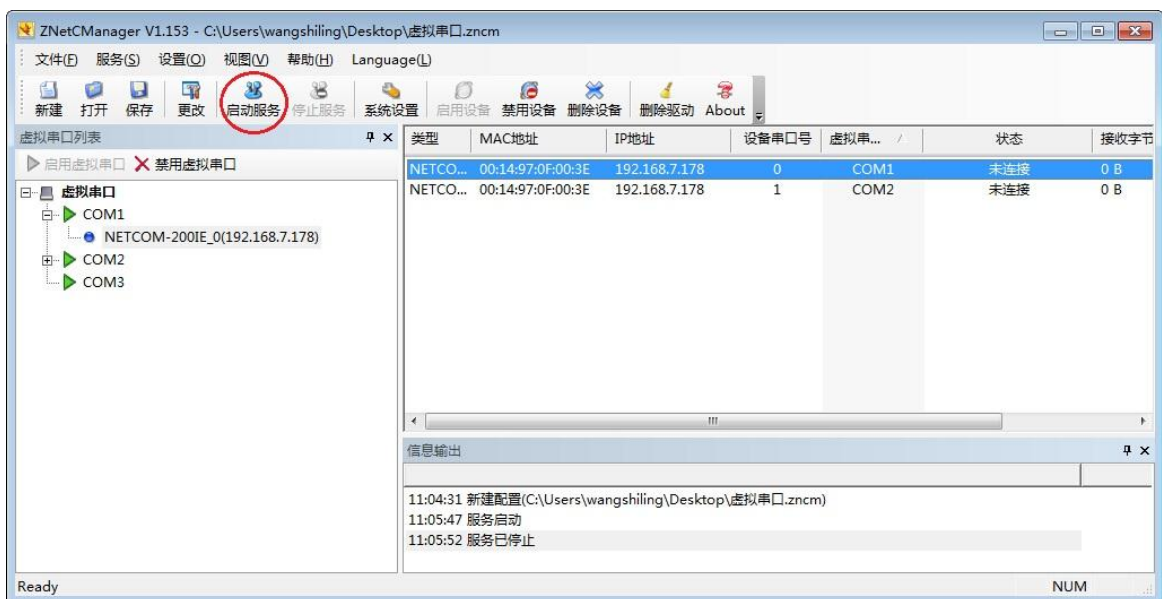 ZNetCManager V1.153 - C:\Users\wangshiling\Desktop\虚拟串口.zncm
文件(F) 服务(S) 设置(O) 视图(V) 帮助(H) Language(L)
新建 打开 保存 更改 启动服务 停止服务 系统设置 启用设备 禁用设备 删除设备 删除驱动 About
虚拟串口列表
启用虚拟串口 禁用虚拟串口
虚拟串口
COM1
NETCOM-200IE_0(192.168.7.178)
COM2
COM3
类型 MAC地址 IP地址 设备串口号 虚拟串... 状态 接收字节
NETCO... 00:14:97:0F:00:3E 192.168.7.178 0 COM1 未连接 0 B
NETCO... 00:14:97:0F:00:3E 192.168.7.178 1 COM2 未连接 0 B
信息输出
11:04:31 新建配置(C:\Users\wangshiling\Desktop\虚拟串口.zncm)
11:05:47 服务启动
11:05:52 服务已停止
Ready NUM